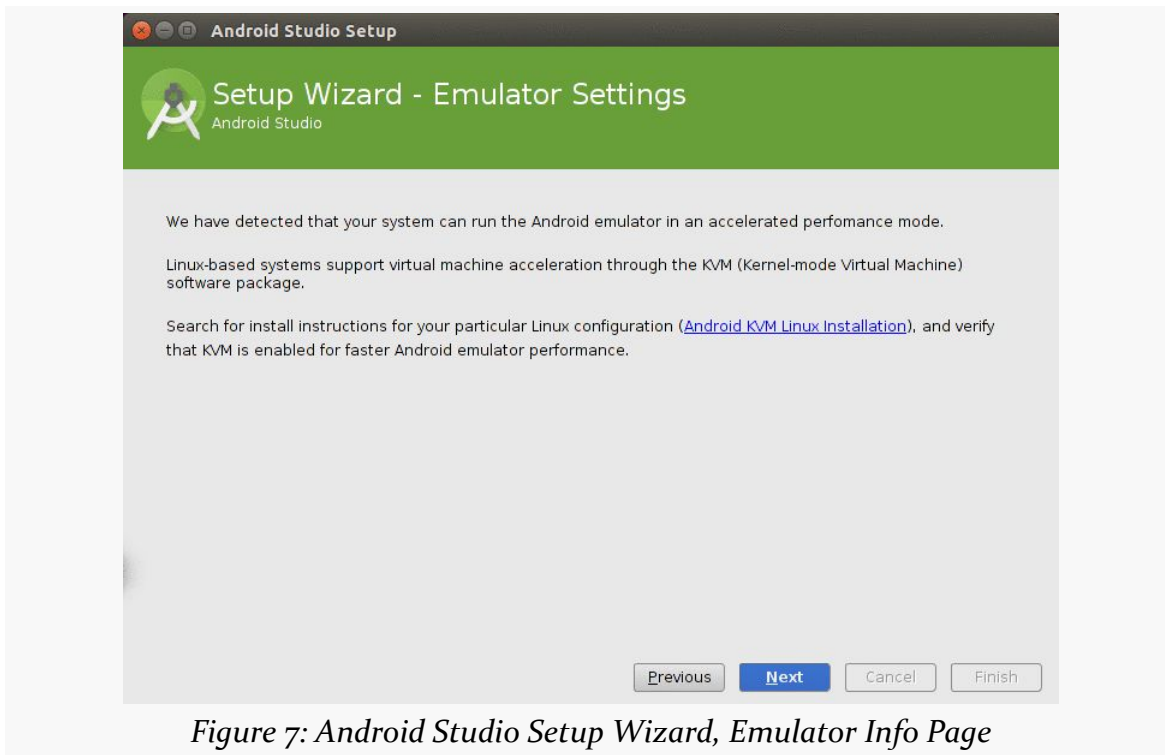 Android Studio Setup
Setup Wizard - Emulator Settings
Android Studio
We have detected that your system can run the Android emulator in an accelerated perfomance mode.
Linux-based systems support virtual machine acceleration through the KVM (Kernel-mode Virtual Machine)
software package.
Search for install instructions for your particular Linux configuration (Android KVM Linux Installation), and verify
that KVM is enabled for faster Android emulator performance.
Previous Next Cancel Finish
Figure 7: Android Studio Setup Wizard, Emulator Info Page